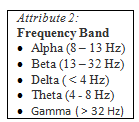 Attribute 2:
Frequency Band
• Alpha (8 – 13 Hz)
• Beta (13 – 32 Hz)
• Delta ( < 4 Hz)
• Theta (4 - 8 Hz)
• Gamma ( > 32 Hz)